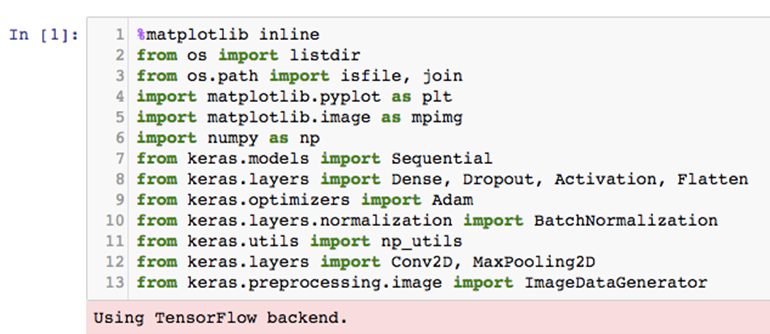 In [1]:
1 %matplotlib inline
2 from os import listdir
3 from os.path import isfile, join
4 import matplotlib.pyplot as plt
5 import matplotlib.image as mpimg
6 import numpy as np
7 from keras.models import Sequential
8 from keras.layers import Dense, Dropout, Activation, Flatten
9 from keras.optimizers import Adam
10 from keras.layers.normalization import BatchNormalization
11 from keras.utils import np_utils
12 from keras.layers import Conv2D, MaxPooling2D
13 from keras.preprocessing.image import ImageDataGenerator
Using TensorFlow backend.